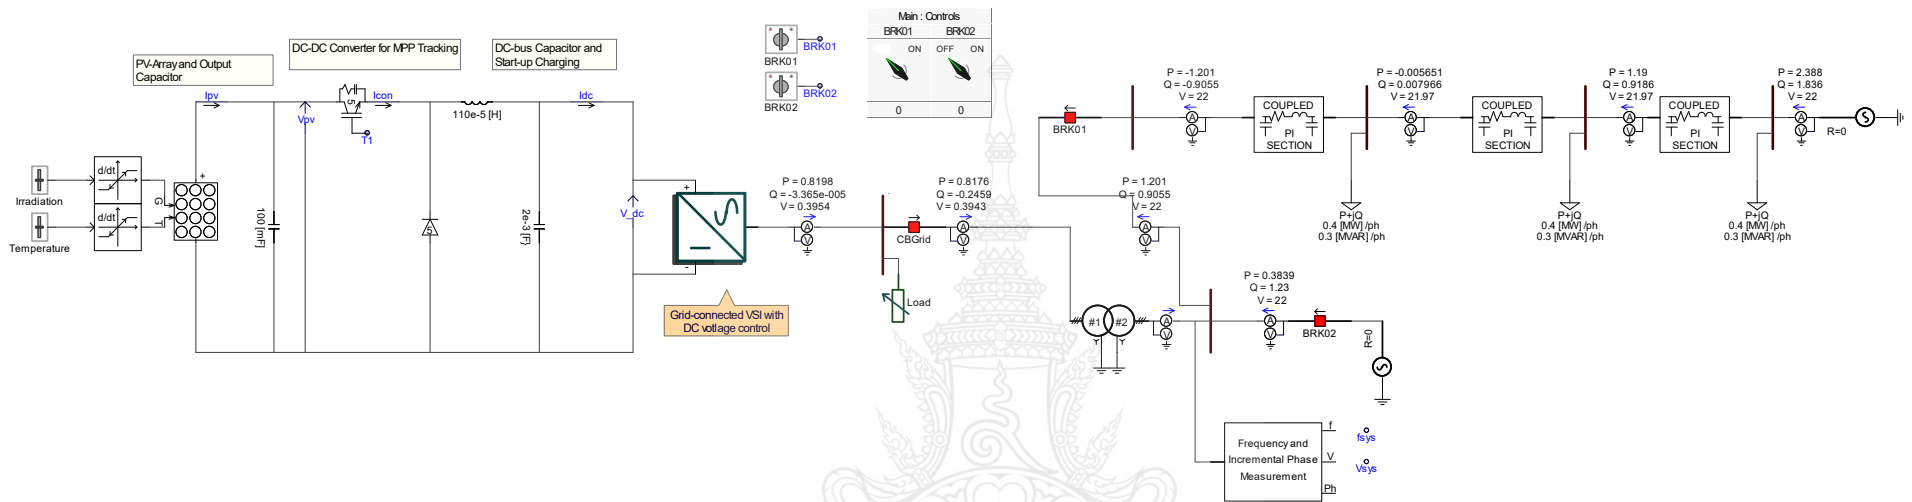 PV-Array and Output
Capacitor
DC-DC Converter for MPP Tracking
DC-bus Capacitor and
Start-up Charging
Ipv
Vpv
Icon
T1
5
110e-5 [H]
Idc
+
Irradiation
Temperature
d/dt
d/dt
G
T
100 [mF]
5
2e-3 [F]
V_dc
+
-
Grid-connected VSI with
DC votlage control
BRK01
BRK01
BRK02
BRK02
Main : Controls
BRK01
BRK02
ON
OFF
ON
0
0
P = 0.8198
Q = -3.365e-005
V = 0.3954
A
V
CBGrid
Load
P = 0.8176
Q = -0.2459
V = 0.3943
A
V
#1
#2
A
V
BRK01
P = -1.201
Q = -0.9055
V = 22
A
V
COUPLED
PI
SECTION
P = -0.005651
Q = 0.007966
V = 21.97
A
V
COUPLED
PI
SECTION
P = 1.19
Q = 0.9186
V = 21.97
A
V
COUPLED
PI
SECTION
P = 2.388
Q = 1.836
V = 22
A
V
R=0
P+jQ
0.4 [MW] /ph
0.3 [MVAR] /ph
P+jQ
0.4 [MW] /ph
0.3 [MVAR] /ph
P+jQ
0.4 [MW] /ph
0.3 [MVAR] /ph
P = 1.201
Q = 0.9055
V = 22
A
V
P = 0.3839
Q = 1.23
V = 22
A
V
BRK02
R=0
Frequency and
Incremental Phase
Measurement
f
V
Ph
fsys
Vsys